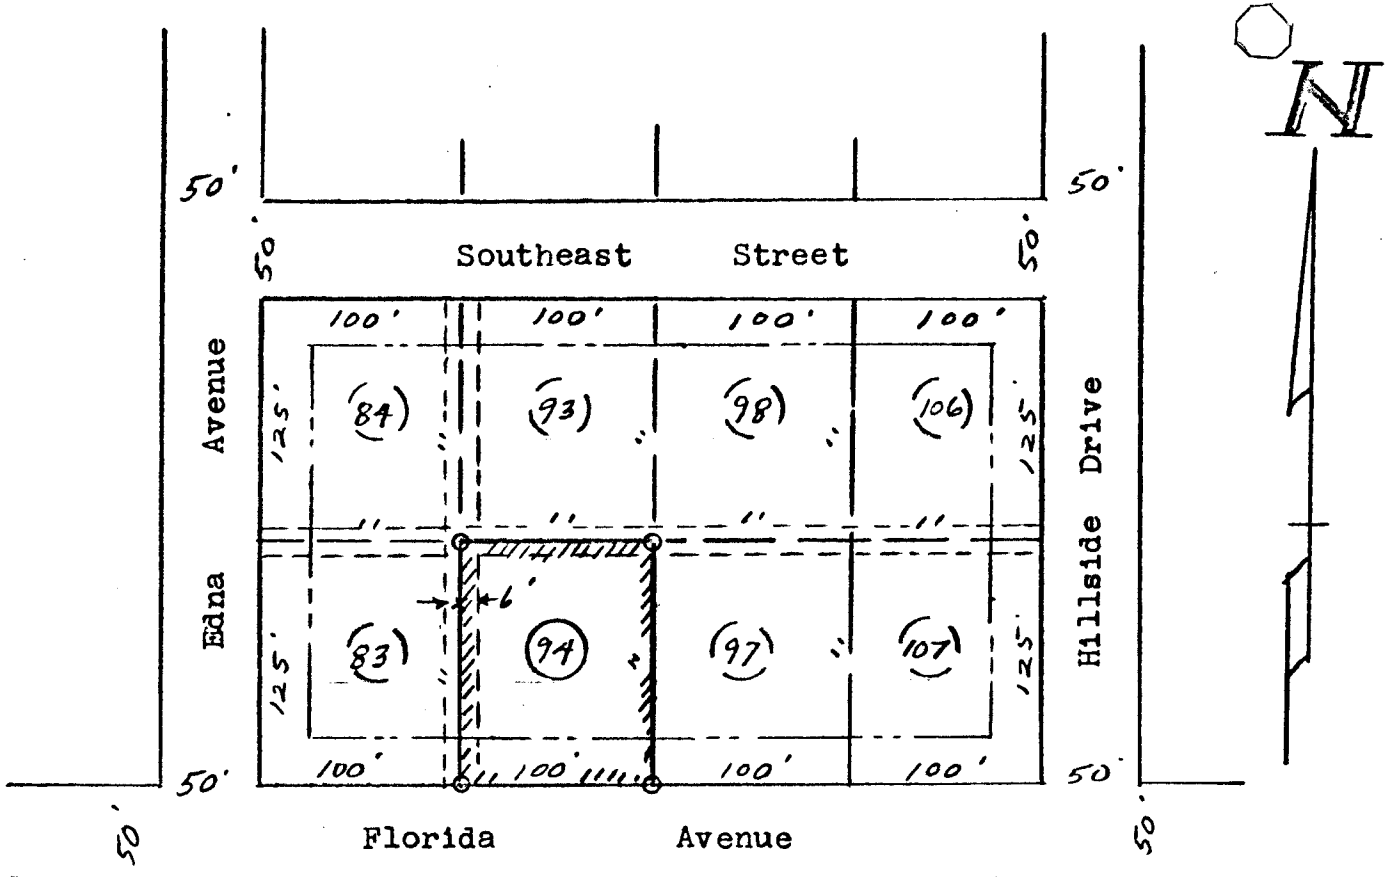 N
50' 50'
50' Southeast Street 50'
100' 100' 100' 100'
Avenue
125' (84) (93) (98) (106) 125'
" " "
" " " "
Hillside Drive
6'
Edna
125' (83) (94) " (97) " (107) 125'
"
50' 100' 100' 100' 100' 50'
50' Florida Avenue 50'